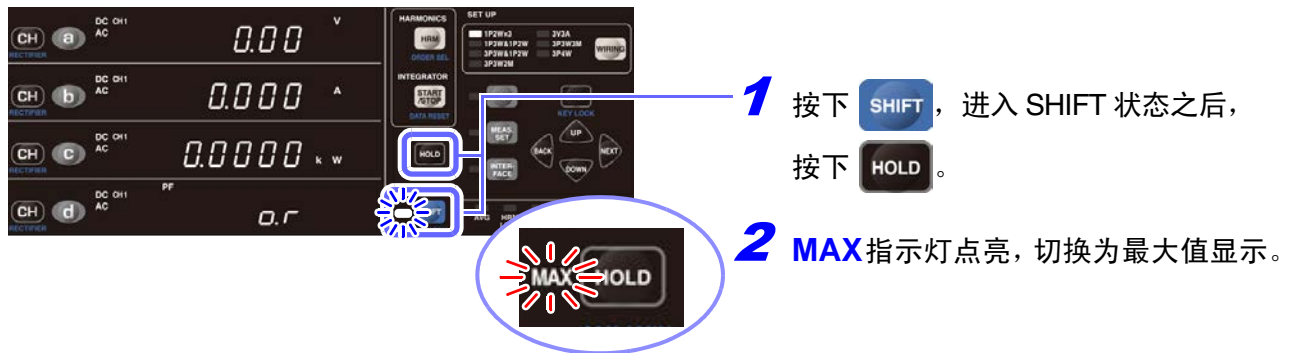 DC CH1
AC
V
CH a
0.00
RECTIFIER
DC CH1
AC
A
CH b
0.000
RECTIFIER
DC CH1
AC
CH c
0.0000 k W
RECTIFIER
PF
DC CH1
AC
CH d
o.r
RECTIFIER
HARMONICS
HRM
ORDER SEL
INTEGRATOR
START
/STOP
DATA RESET
HOLD
SET UP
1P2Wx3
3V3A
1P3W&1P2W
3P3W3M
3P3W&1P2W
3P4W
3P3W2M
WIRING
KEY LOCK
MEAS.
SET
UP
BACK
NEXT
INTER-
FACE
DOWN
AVG
HRM
MAX HOLD
1 按下 SHIFT，进入 SHIFT 状态之后，
按下 HOLD。
2 MAX指示灯点亮，切换为最大值显示。